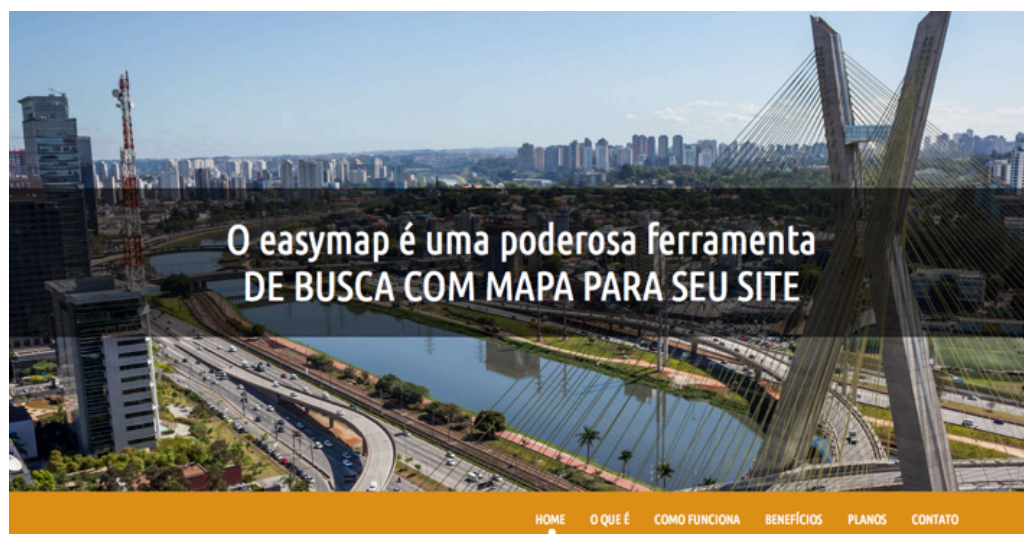 O easymap é uma poderosa ferramenta
DE BUSCA COM MAPA PARA SEU SITE
HOME O QUE É COMO FUNCIONA BENEFÍCIOS PLANOS CONTATO